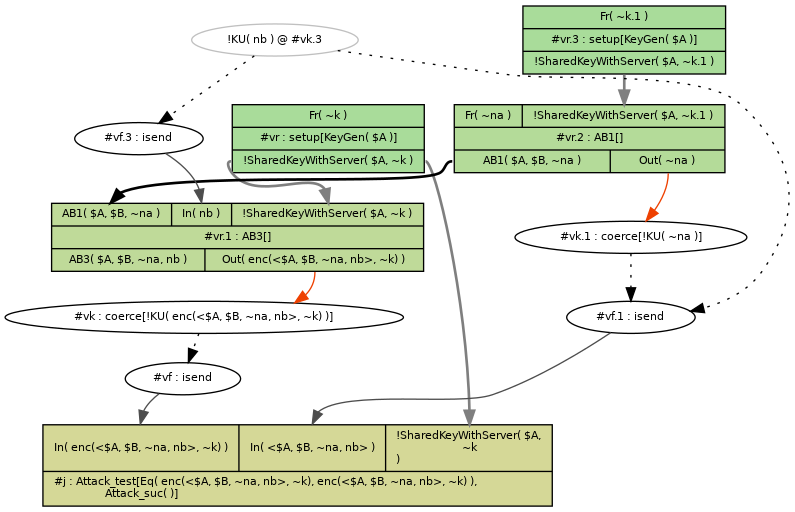 Fr( ~k.1 )
!KU( nb ) @ #vk.3
#vr.3 : setup[KeyGen( $A )]
!SharedKeyWithServer( $A, ~k.1 )
Fr( ~k )
Fr( ~na )
!SharedKeyWithServer( $A, ~k.1 )
#vf.3 : isend
#vr : setup[KeyGen( $A )]
#vr.2 : AB1[]
!SharedKeyWithServer( $A, ~k )
AB1( $A, $B, ~na )
Out( ~na )
AB1( $A, $B, ~na )
In( nb )
!SharedKeyWithServer( $A, ~k )
#vr.1 : AB3[]
#vk.1 : coerce[!KU( ~na )]
AB3( $A, $B, ~na, nb )
Out( enc(<$A, $B, ~na, nb>, ~k) )
#vk : coerce[!KU( enc(<$A, $B, ~na, nb>, ~k) )]
#vf.1 : isend
#vf : isend
In( enc(<$A, $B, ~na, nb>, ~k) )
In( <$A, $B, ~na, nb> )
!SharedKeyWithServer( $A,
~k
)
#j : Attack_test[Eq( enc(<$A, $B, ~na, nb>, ~k), enc(<$A, $B, ~na, nb>, ~k) ),
Attack_suc( )]